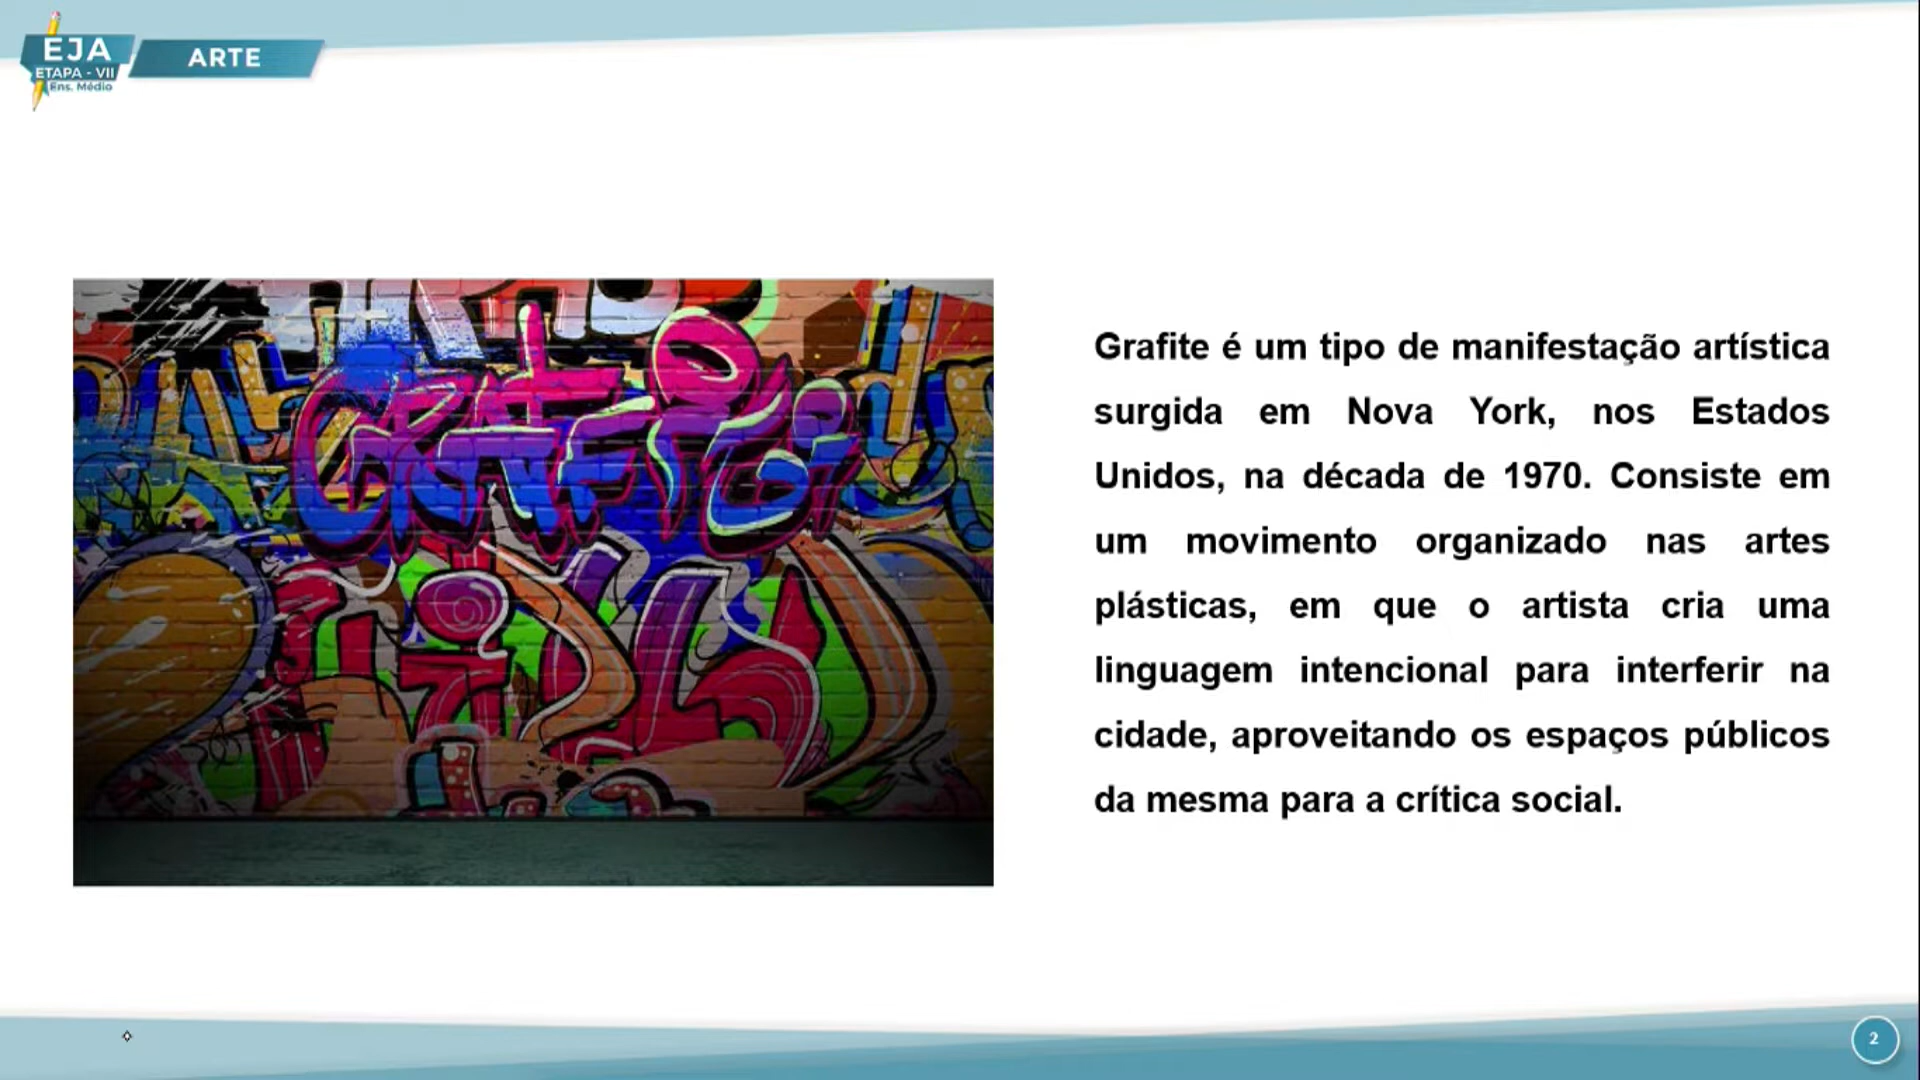 EJA
ETAPA - VII
Ens. Médio
ARTE
Grafite é um tipo de manifestação artística
surgida em Nova York, nos Estados
Unidos, na década de 1970. Consiste em
um movimento organizado nas artes
plásticas, em que o artista cria uma
linguagem intencional para interferir na
cidade, aproveitando os espaços públicos
da mesma para a crítica social.
2